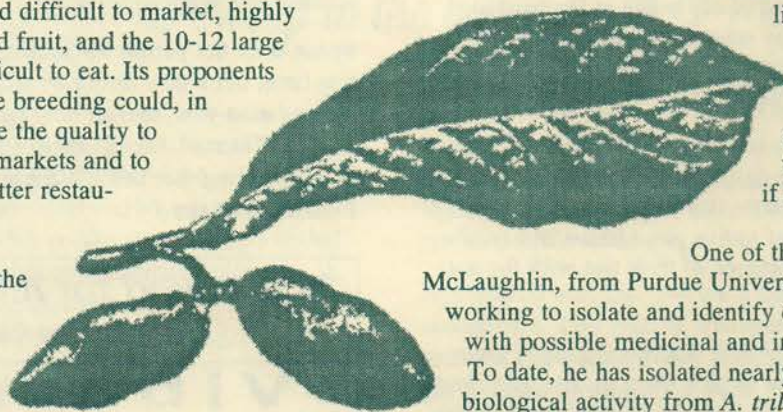 d difficult to market, highly
d fruit, and the 10-12 large
icult to eat. Its proponents
e breeding could, in
e the quality to
markets and to
tter restau-
the
if
One of th
McLaughlin, from Purdue Univer
working to isolate and identify
with possible medicinal and in
To date, he has isolated nearly
biological activity from A. tril